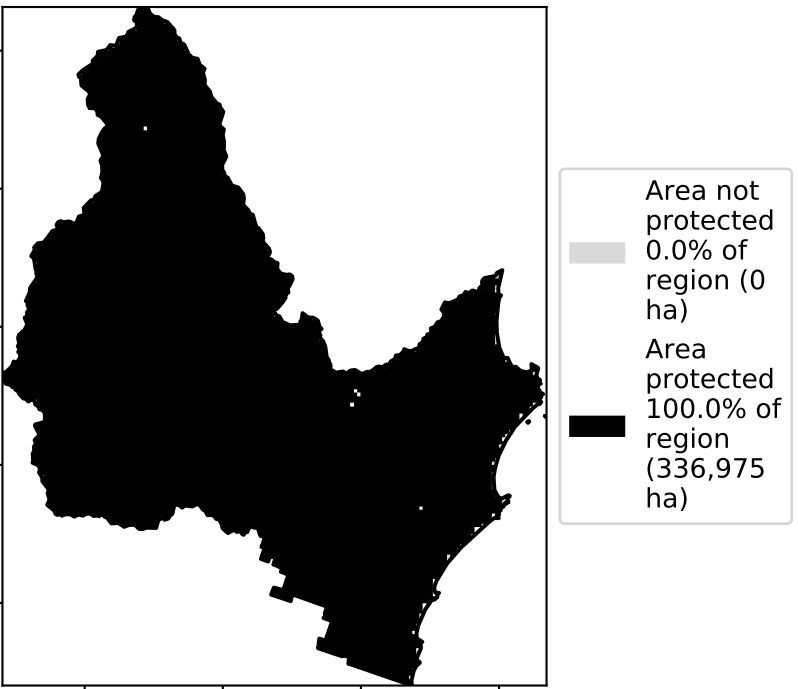 Area not
protected
0.0% of
region (0
ha)
Area
protected
100.0% of
region
(336,975
ha)